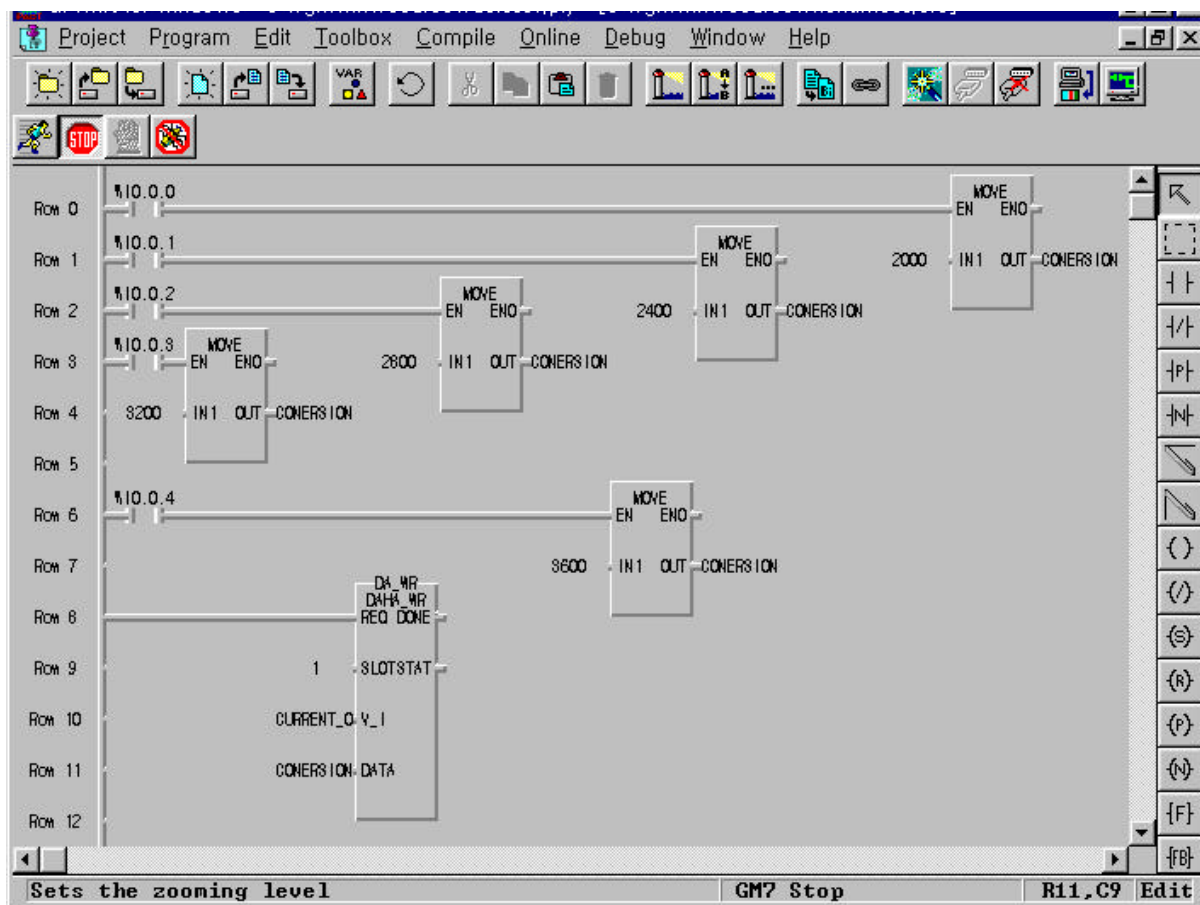 Project Program Edit Toolbox Compile Online Debug Window Help
VAR
STOP
%I0.0.0
MOVE
Row 0
EN ENO
%I0.0.1
MOVE
Row 1
EN ENO
2000 IN1 OUT CONERSION
%I0.0.2
MOVE
Row 2
EN ENO
2400 IN1 OUT CONERSION
%I0.0.3
MOVE
Row 3
EN ENO
2800 IN1 OUT CONERSION
Row 4
3200 IN1 OUT CONERSION
Row 5
%I0.0.4
MOVE
Row 6
EN ENO
Row 7
3600 IN1 OUT CONERSION
DA_WR
DAHA_WR
Row 8
REQ DONE
Row 9
1 SLOT STAT
Row 10
CURRENT_O V_I
Row 11
CONERSION DATA
Row 12
{F}
{FB}
Sets the zooming level GM7 Stop R11,C9 Edit